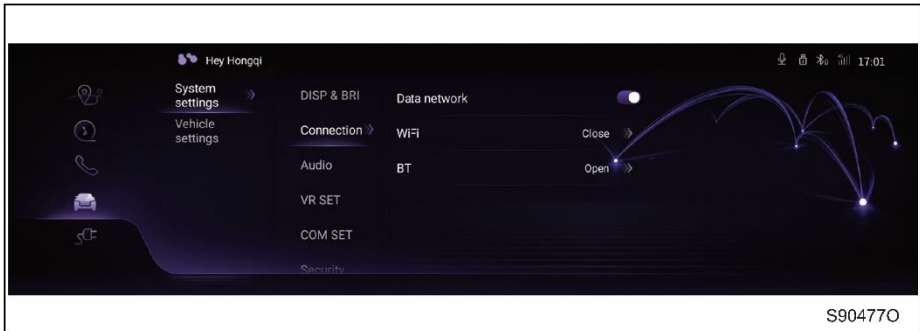 Hey Hongqi
17:01
System
settings
Vehicle
settings
DISP & BRI
Connection
Audio
VR SET
COM SET
Security
Data network
WiFi
Close
BT
Open
S90477O